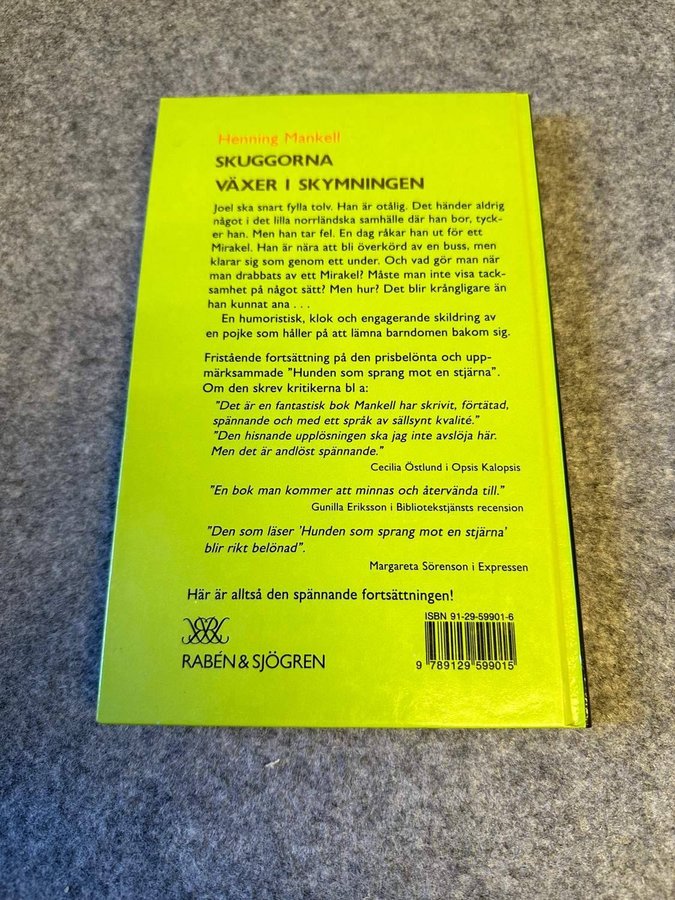 Henning Mankell
SKUGGORNA
VÄXER I SKYMNINGEN
Joel ska snart fylla tolv. Han är otålig. Det händer aldrig
något i det lilla norrländska samhälle där han bor, tyck-
er han. Men han tar fel. En dag råkar han ut för ett
Mirakel. Han är nära att bli överkörd av en buss, men
klarar sig som genom ett under. Och vad gör man när
man drabbats av ett Mirakel? Måste man inte visa tack-
samhet på något sätt? Men hur? Det blir krångligare än
han kunnat ana . . .
En humoristisk, klok och engagerande skildring av
en pojke som håller på att lämna barndomen bakom sig.
Fristående fortsättning på den prisbelönta och upp-
märksammade "Hunden som sprang mot en stjärna".
Om den skrev kritikerna bl a:
"Det är en fantastisk bok Mankell har skrivit, förtätad,
spännande och med ett språk av sällsynt kvalité."
"Den hisnande upplösningen ska jag inte avslöja här.
Men det är andlöst spännande."
Cecilia Östlund i Opsis Kalopsis
"En bok man kommer att minnas och återvända till."
Gunilla Eriksson i Bibliotekstjänsts recension
"Den som läser 'Hunden som sprang mot en stjärna'
blir rikt belönad".
Margareta Sörenson i Expressen
Här är alltså den spännande fortsättningen!
ISBN 91-29-59901-6
9 789129 599015
RABÉN & SJÖGREN